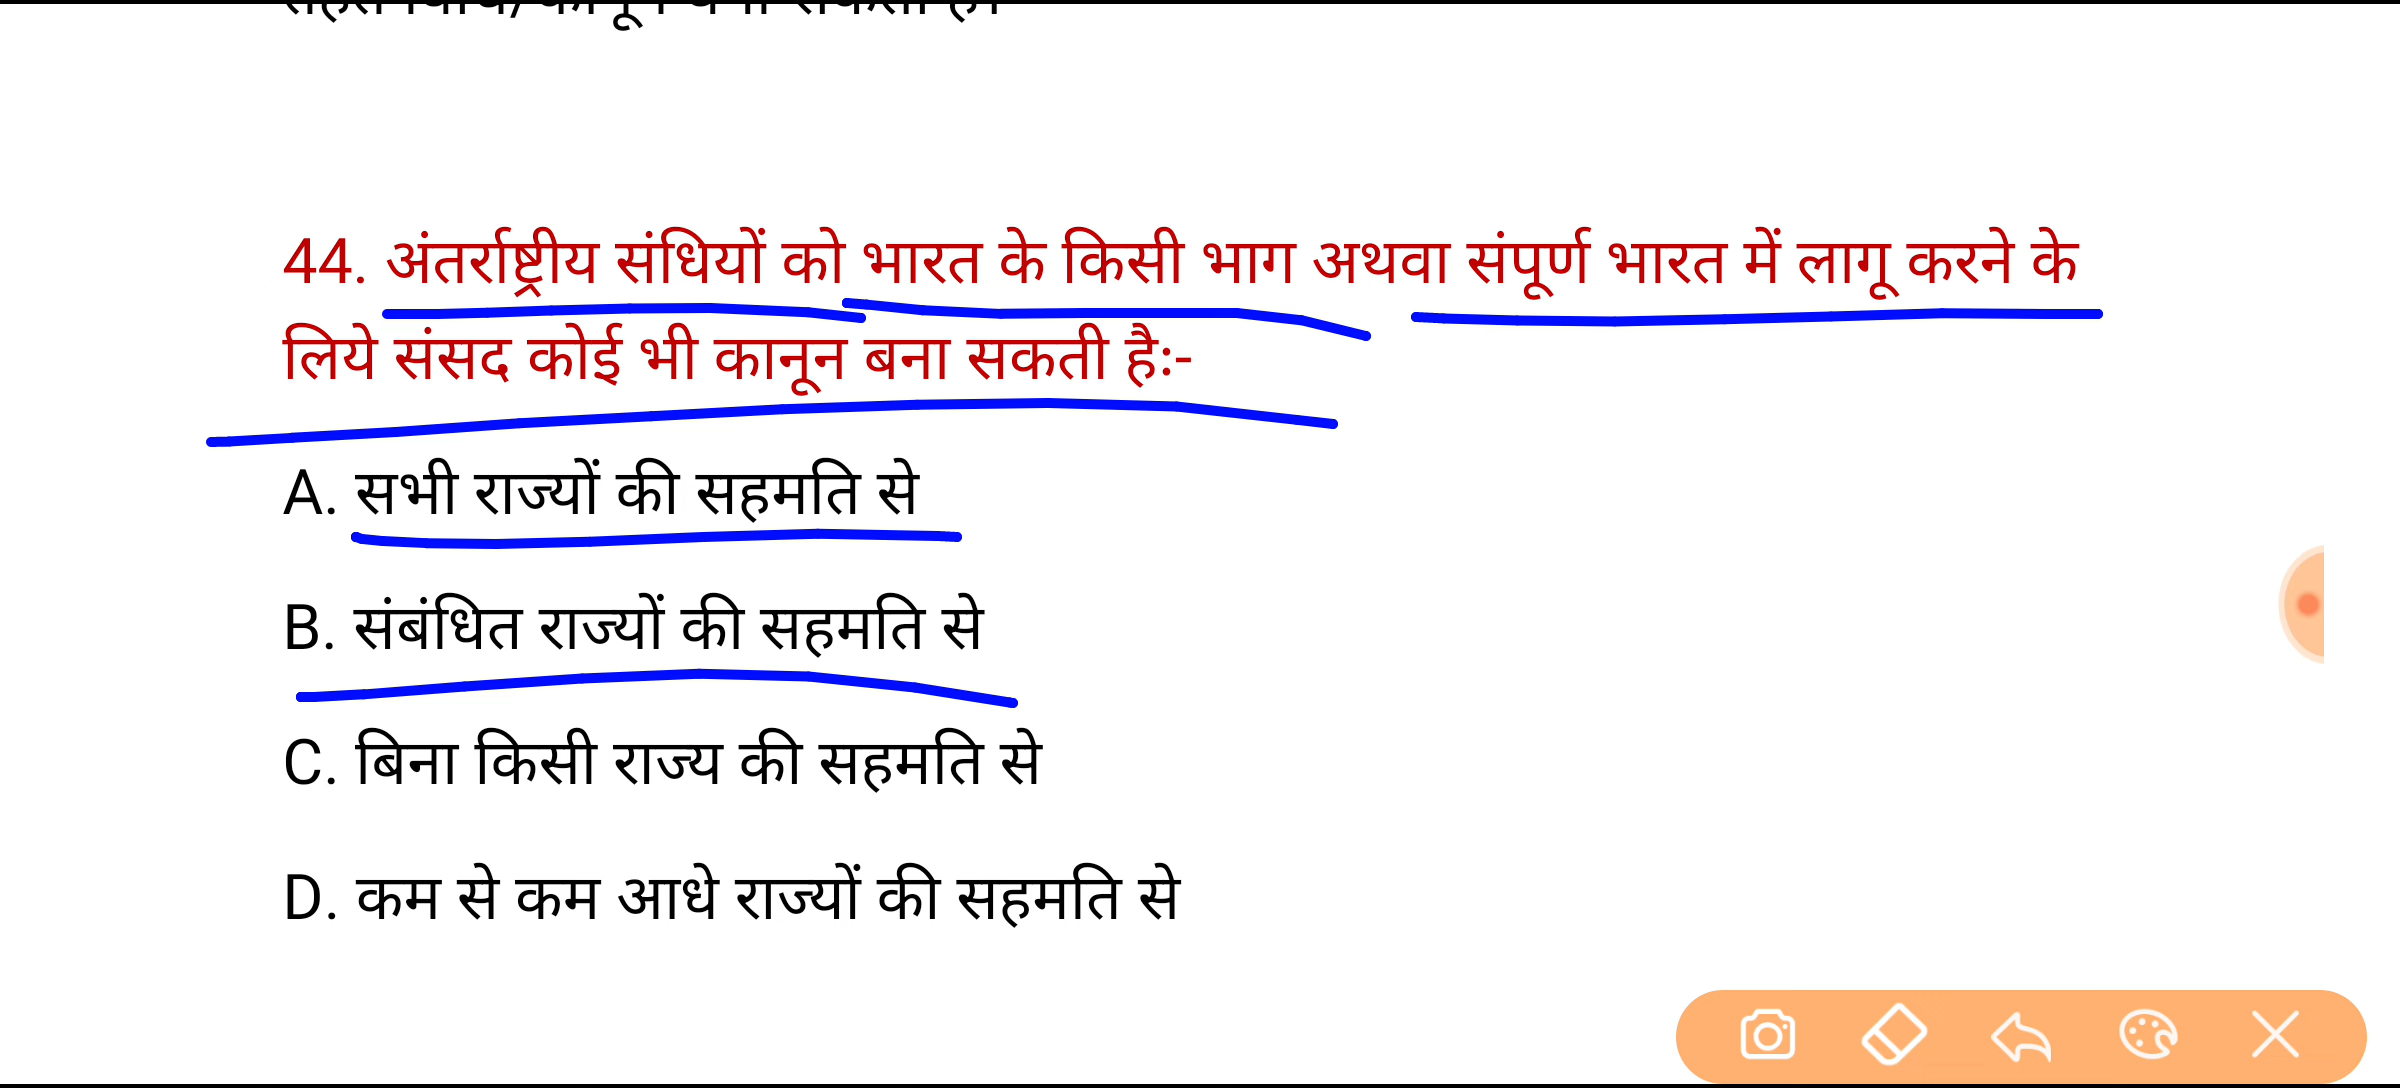 44. अंतर्राष्ट्रीय संधियों को भारत के किसी भाग अथवा संपूर्ण भारत में लागू करने के
लिये संसद कोई भी कानून बना सकती हैः-
A. सभी राज्यों की सहमति से
B. संबंधित राज्यों की सहमति से
C. बिना किसी राज्य की सहमति से
D. कम से कम आधे राज्यों की सहमति से